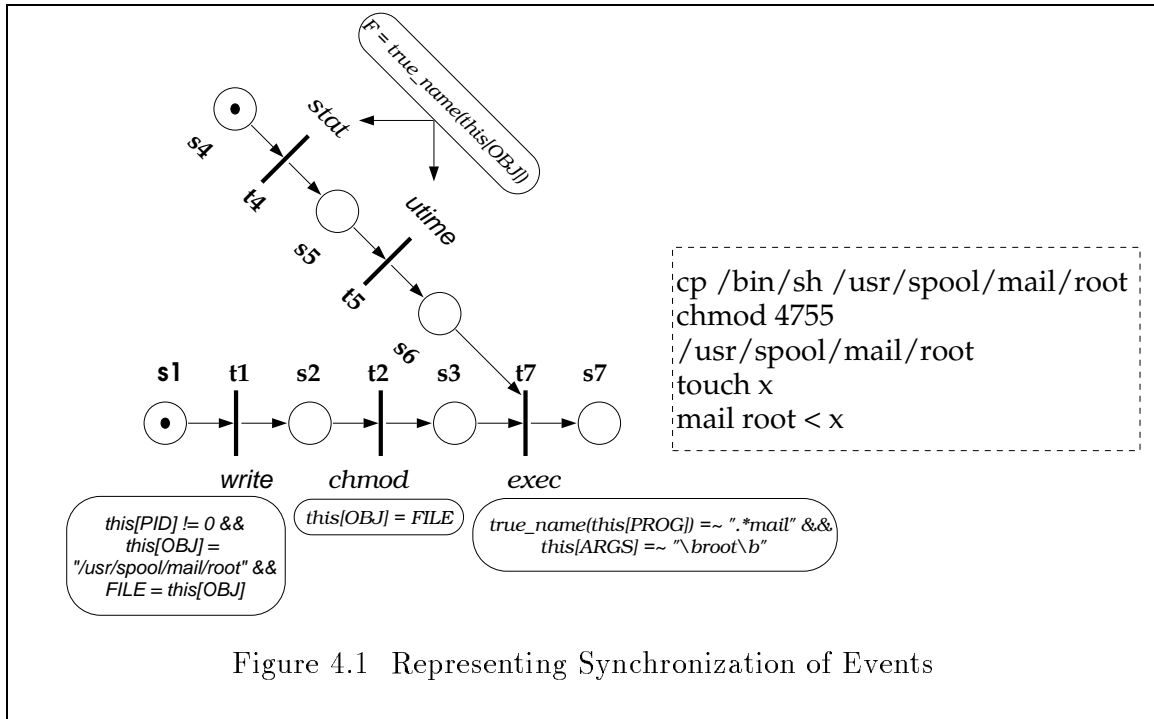 F = true_name(this[OBJ])
stat
s4
t4
utime
s5
t5
s6
s1 t1 s2 t2 s3 t7 s7
write chmod exec
this[PID] != 0 &&
this[OBJ] =
"/usr/spool/mail/root" &&
FILE = this[OBJ]
this[OBJ] = FILE
true_name(this[PROG]) =~ ".*mail" &&
this[ARGS] =~ "\broot\b"
cp /bin/sh /usr/spool/mail/root
chmod 4755
/usr/spool/mail/root
touch x
mail root < x
Figure 4.1 Representing Synchronization of Events